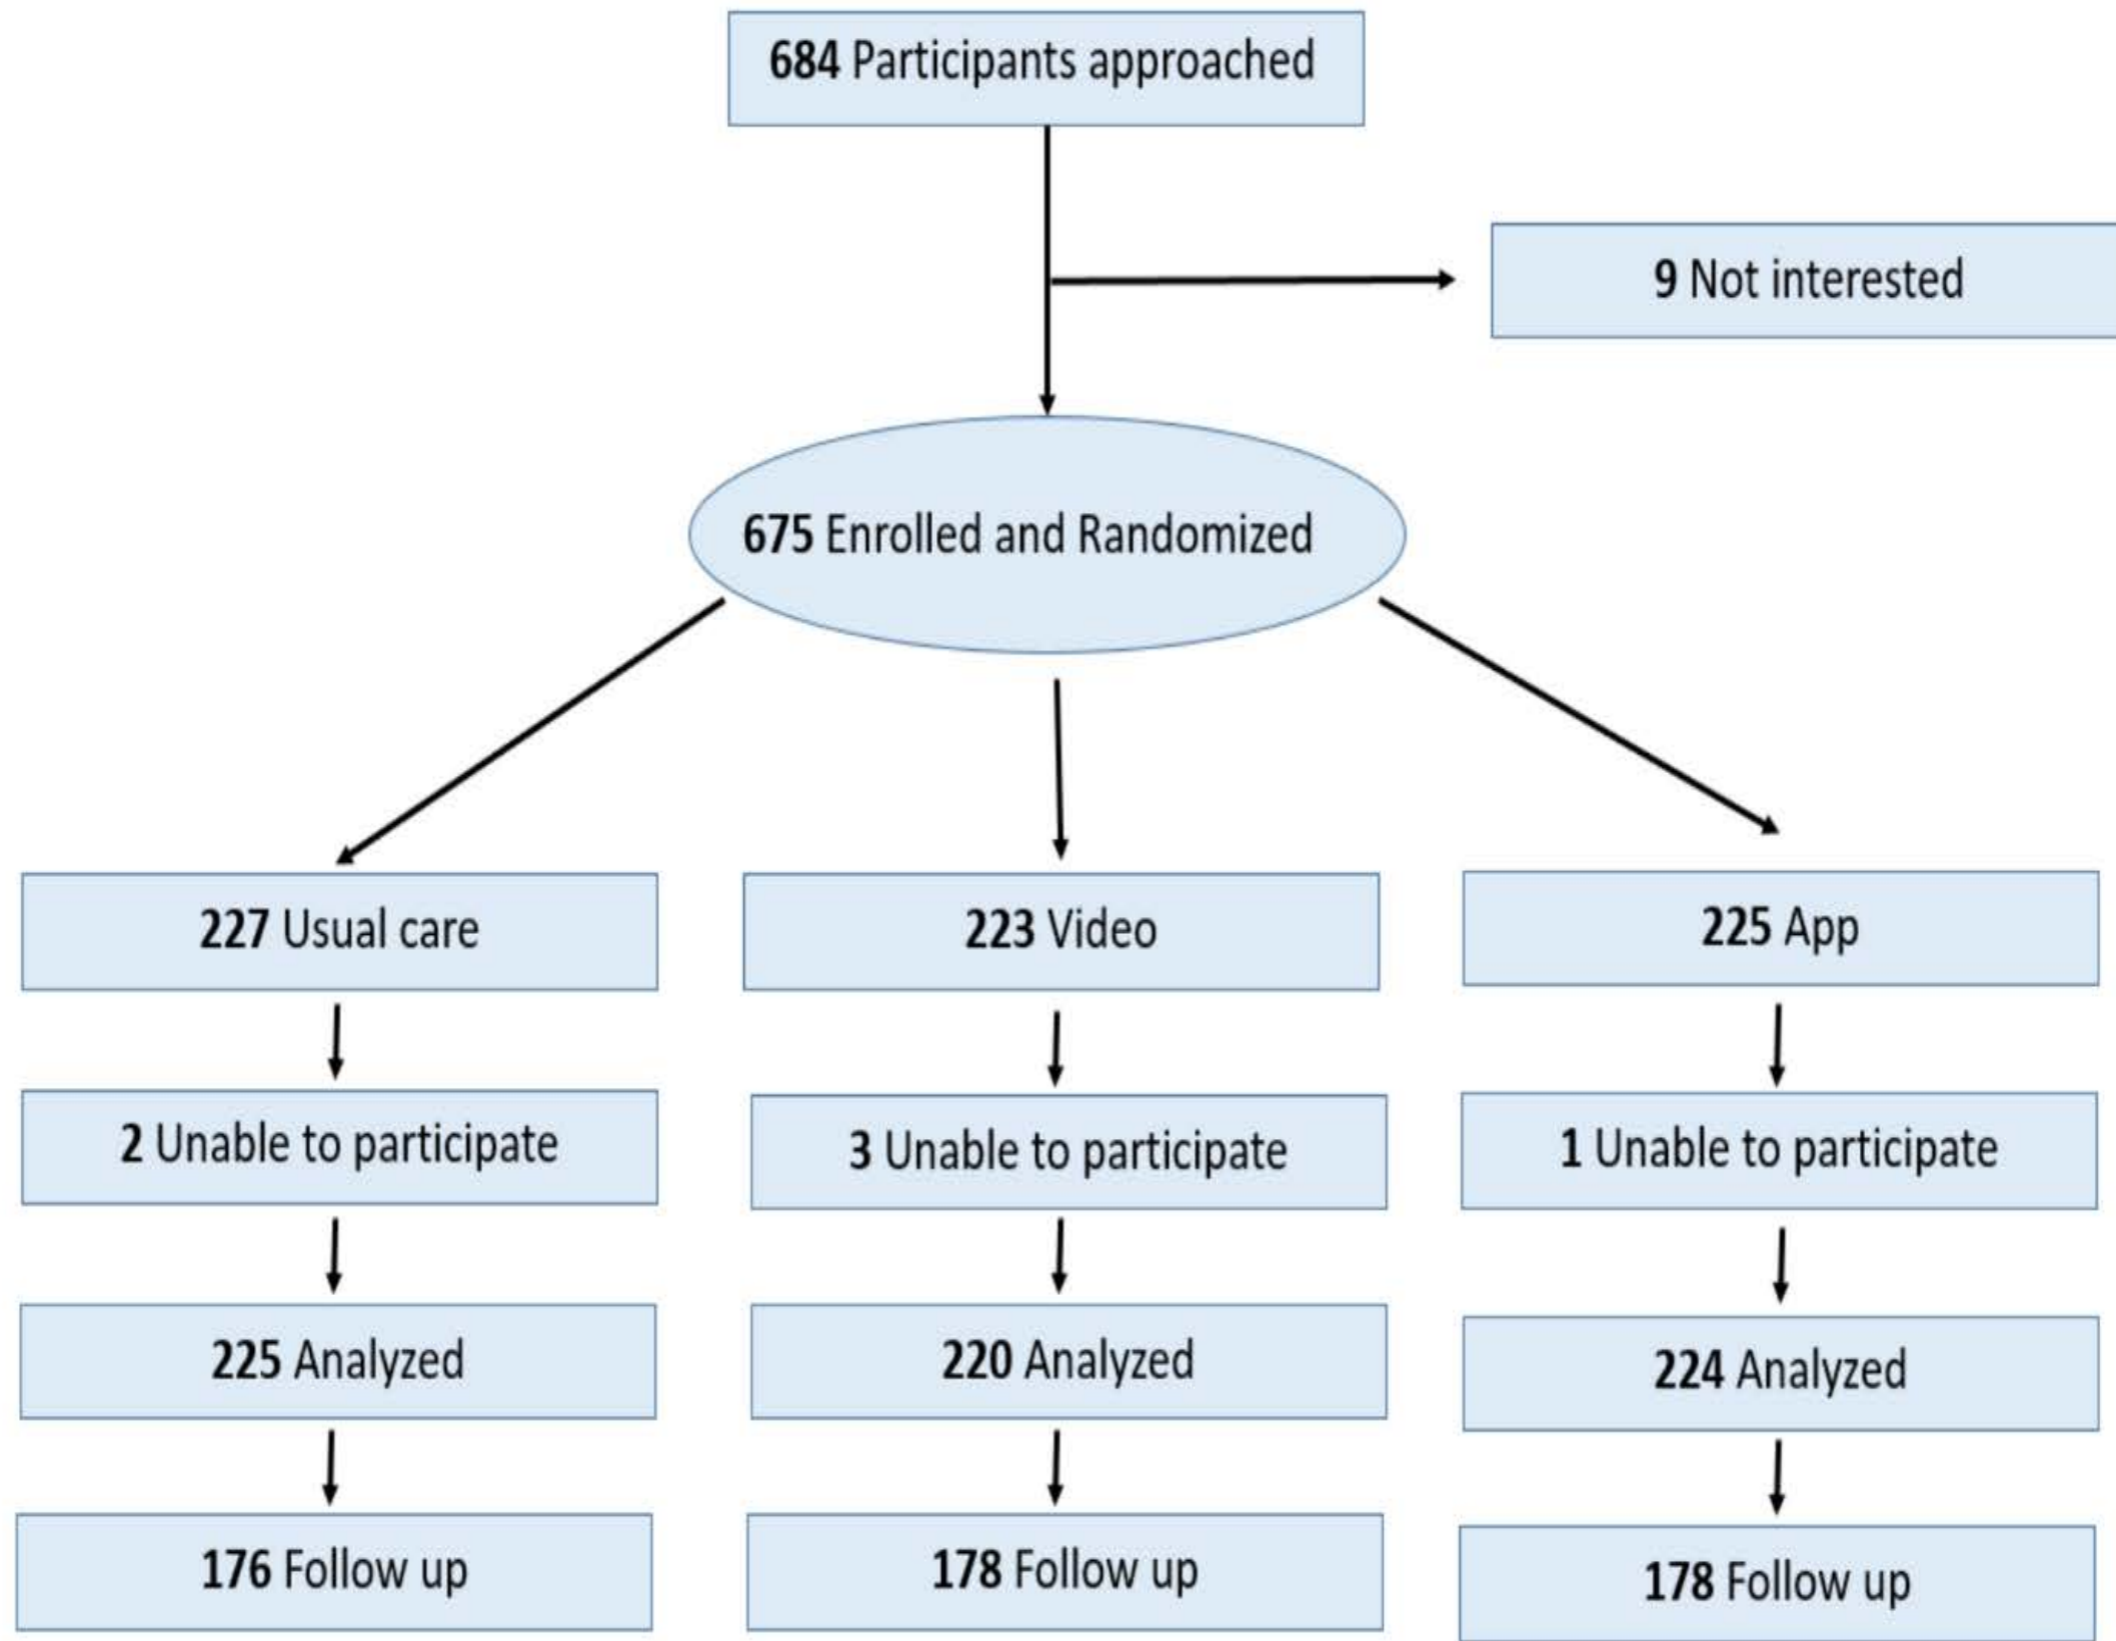 684 Participants approached
9 Not interested
675 Enrolled and Randomized
227 Usual care
223 Video
225 App
2 Unable to participate
3 Unable to participate
1 Unable to participate
225 Analyzed
220 Analyzed
224 Analyzed
176 Follow up
178 Follow up
178 Follow up